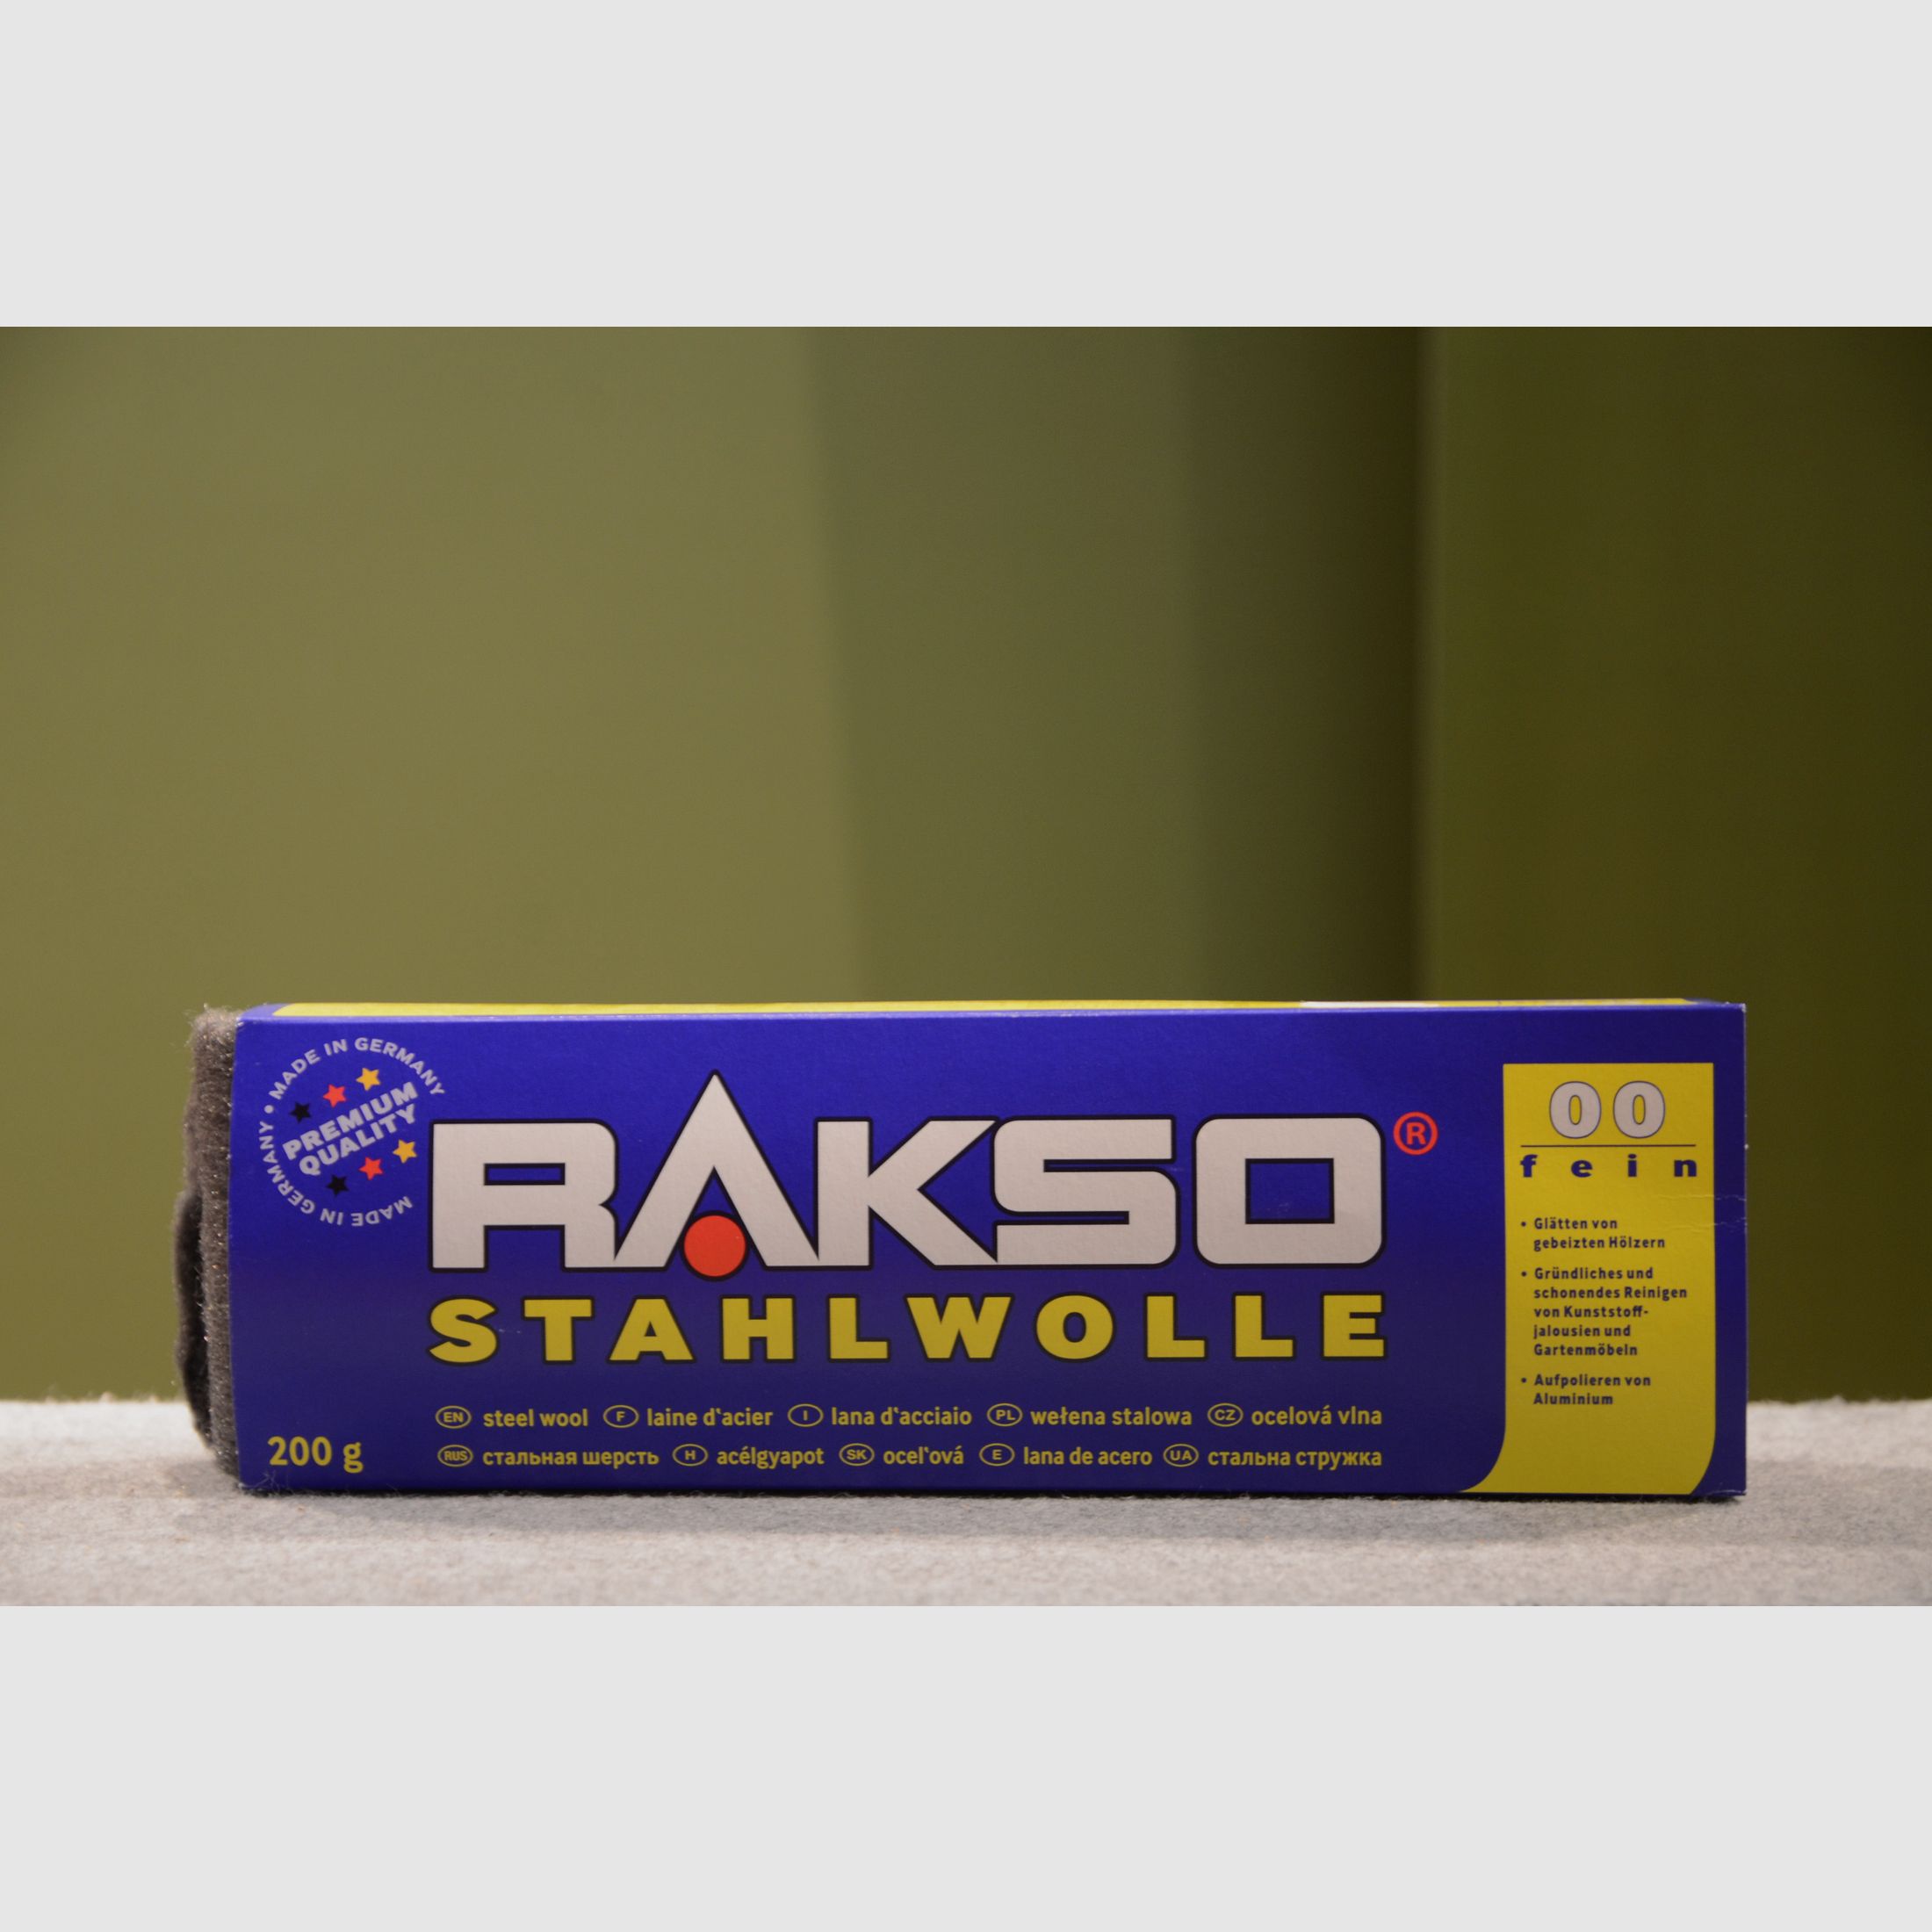 MADE IN GERMANY • MADE IN GERMANY
PREMIUM
QUALITY
RAKSO®
STAHLWOLLE
EN steel wool F laine d'acier I lana d'acciaio PL wełena stalowa CZ ocelová vlna
RUS стальная шерсть H acélgyapot SK ocel'ová E lana de acero UA стальна стружка
200 g
00
fein
• Glätten von
gebeizten Hölzern
• Gründliches und
schonendes Reinigen
von Kunststoff-
jalousien und
Gartenmöbeln
• Aufpolieren von
Aluminium